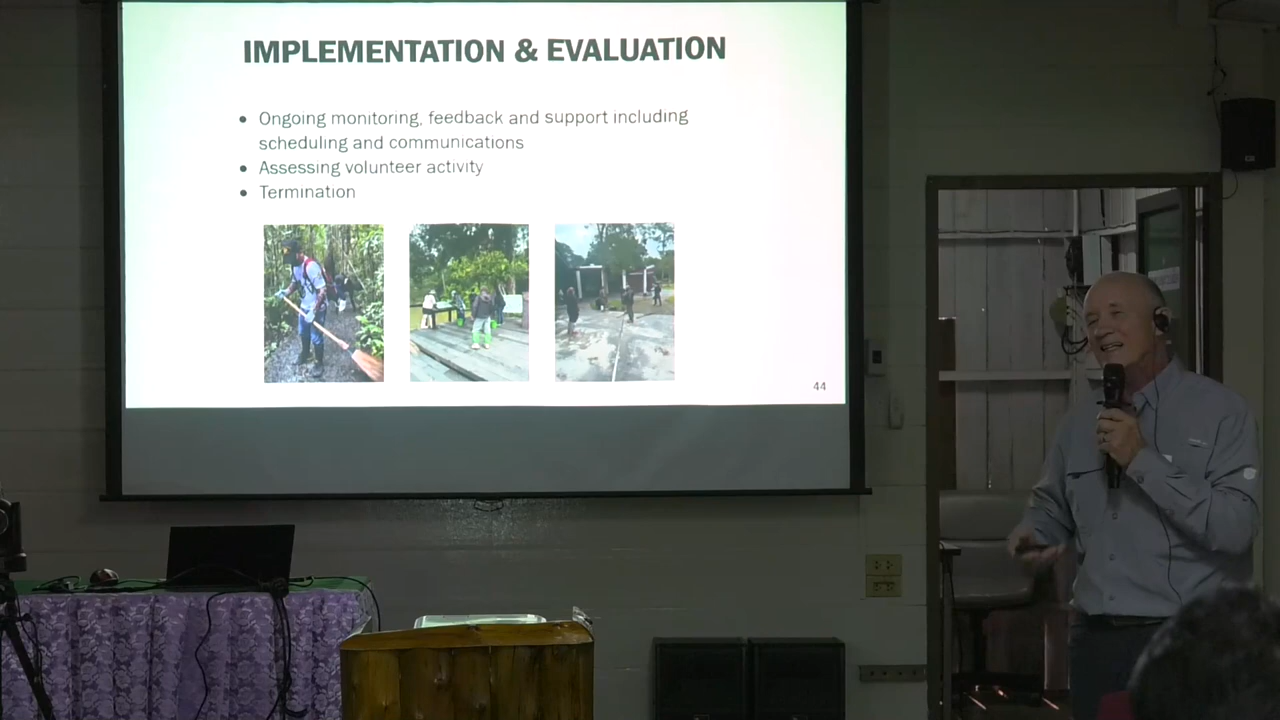 IMPLEMENTATION & EVALUATION
Ongoing monitoring, feedback and support including
scheduling and communications
Assessing volunteer activity
Termination
44